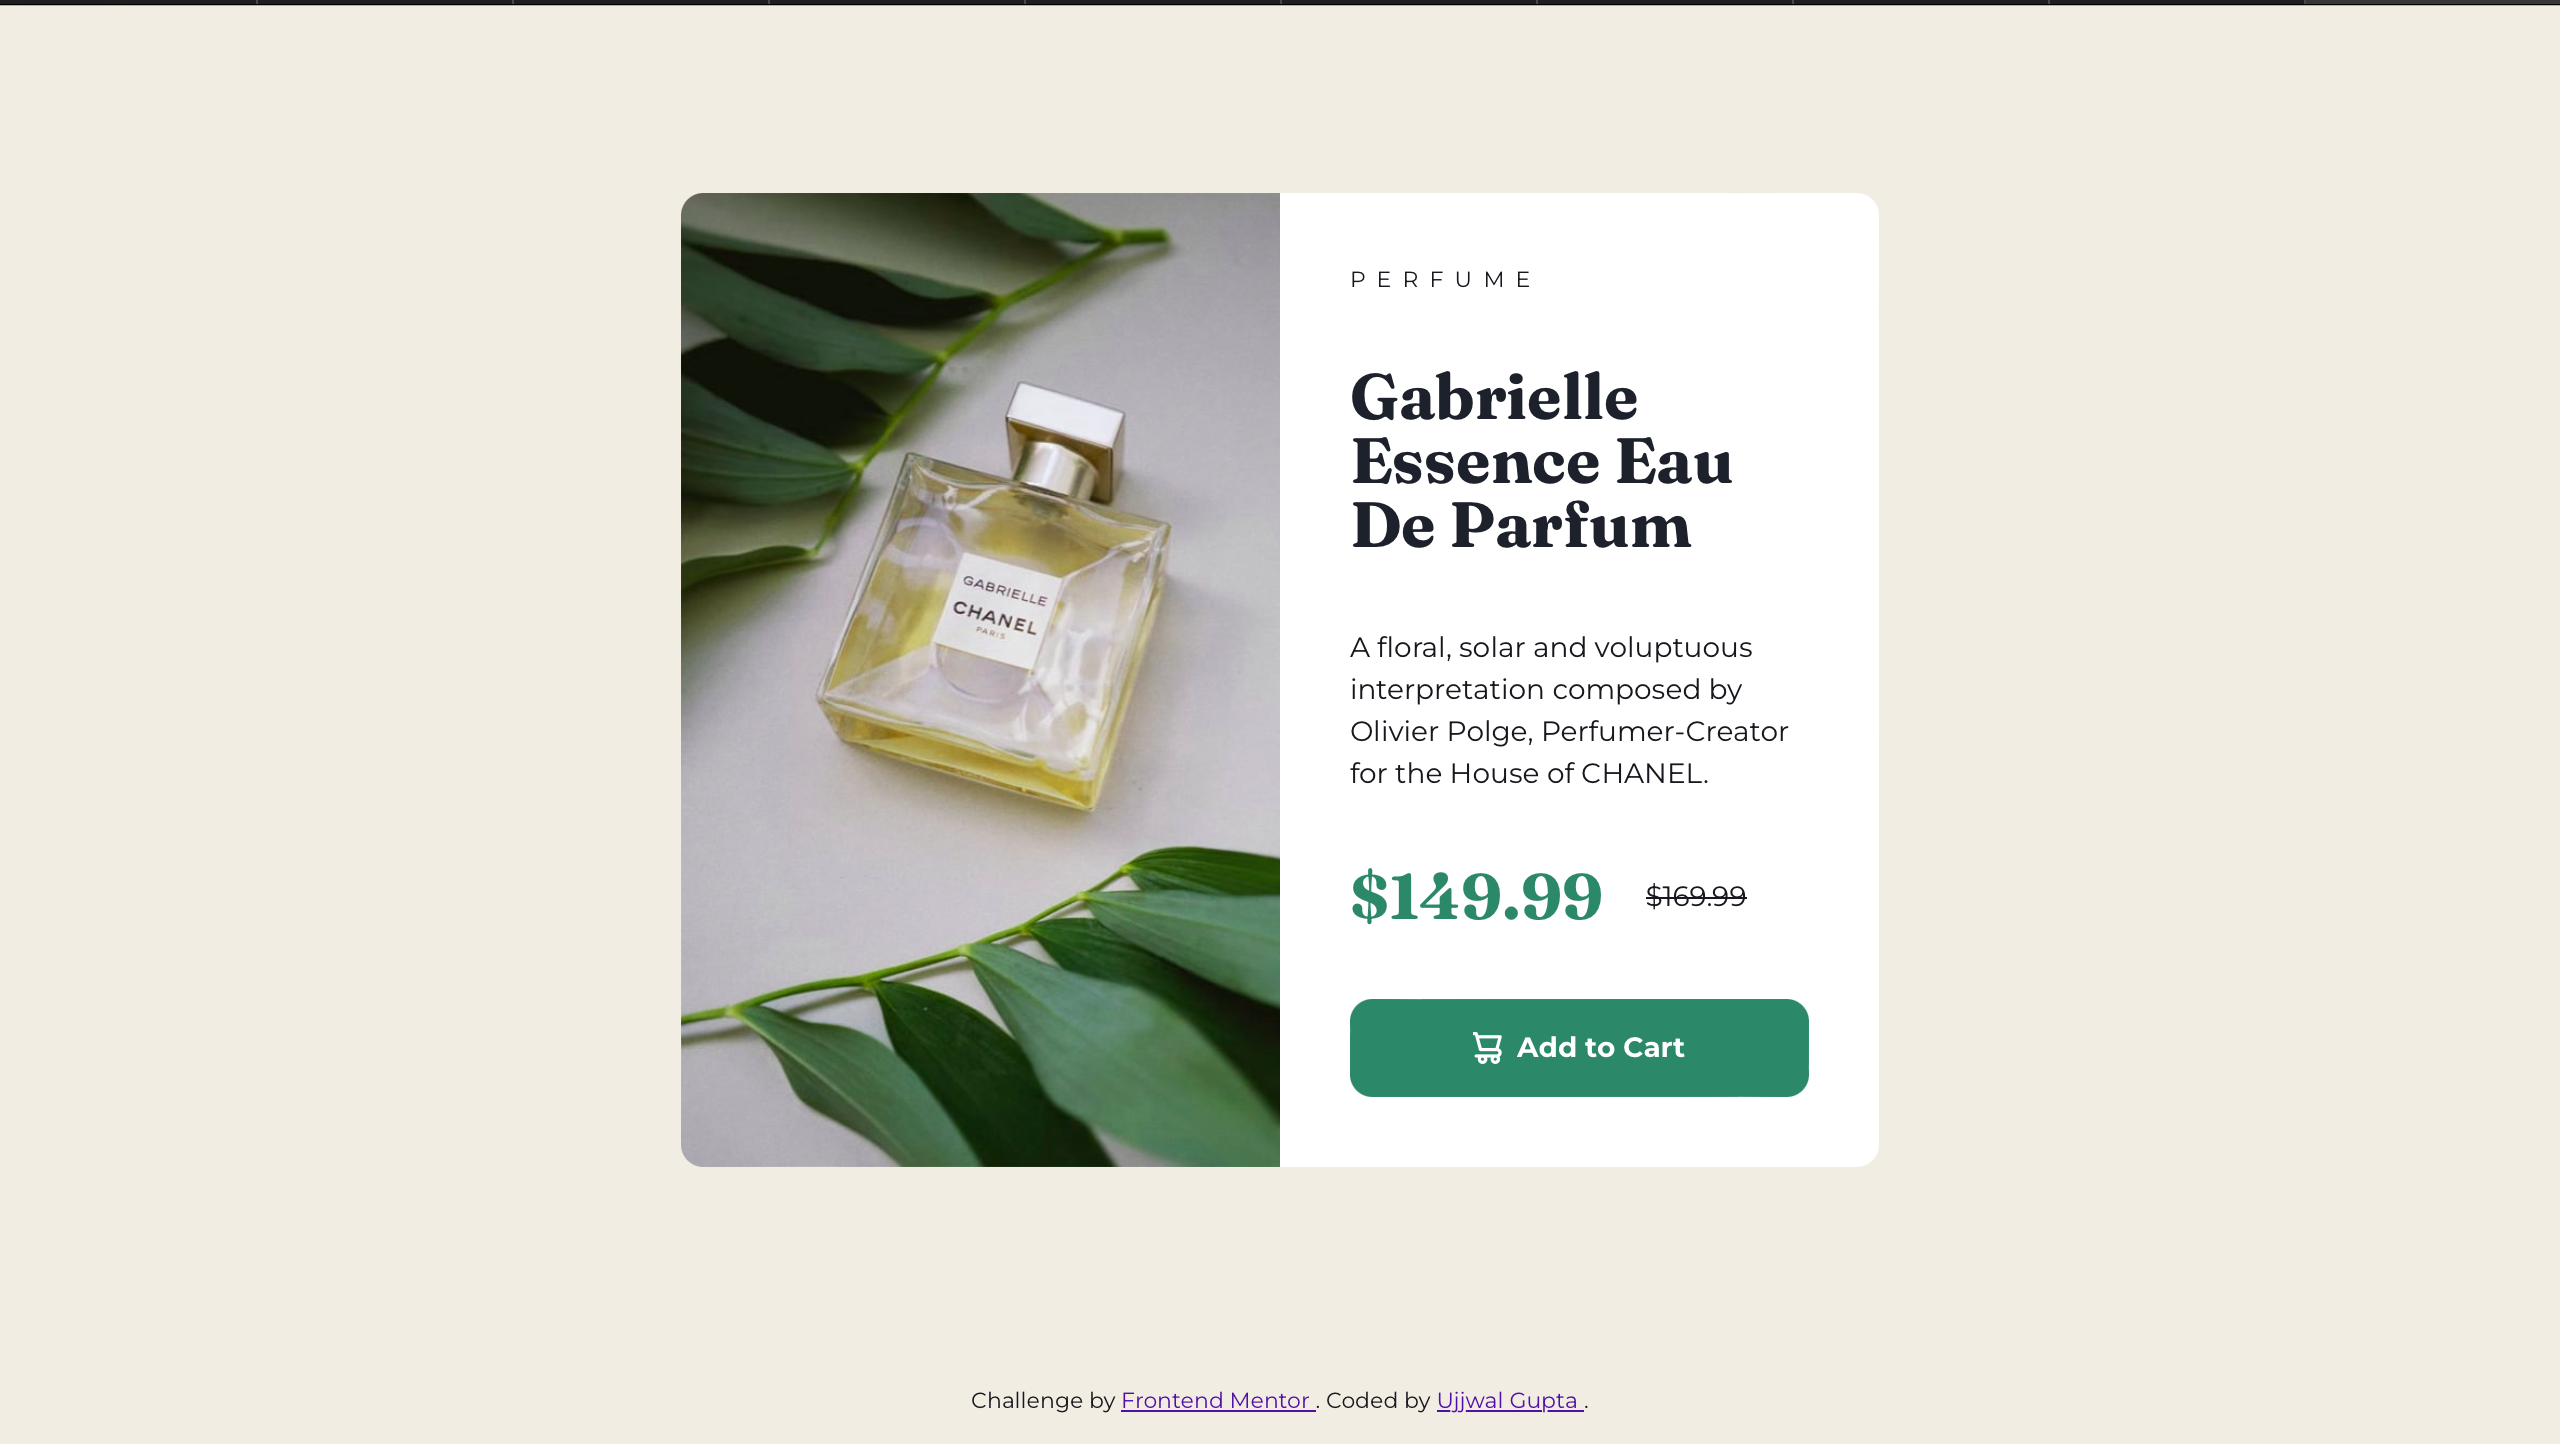 GABRIELLE
CHANEL
PARIS
PERFUME
Gabrielle
Essence Eau
De Parfum
A floral, solar and voluptuous
interpretation composed by
Olivier Polge, Perfumer-Creator
for the House of CHANEL.
$149.99 $169.99
Add to Cart
Challenge by Frontend Mentor . Coded by Ujjwal Gupta .